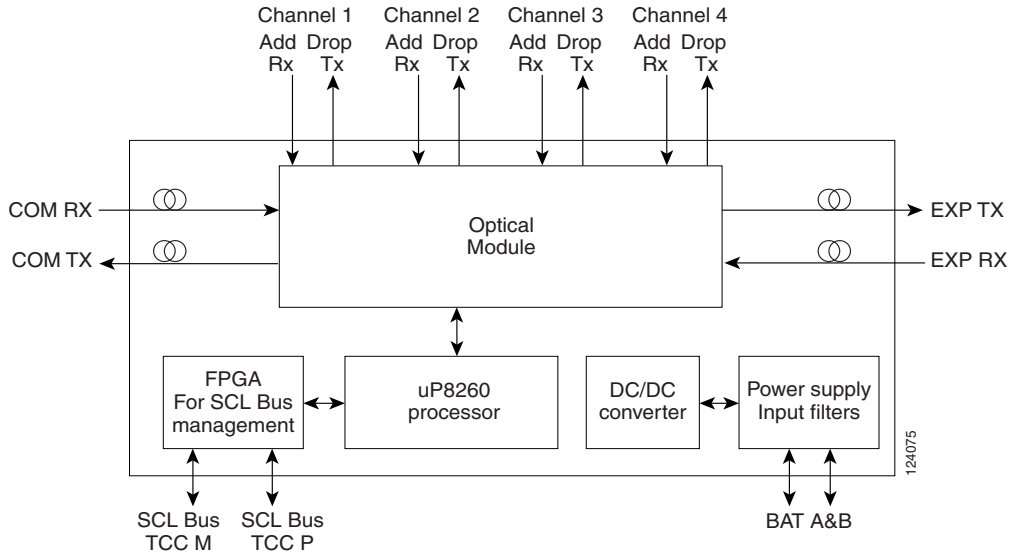 Channel 1 Channel 2 Channel 3 Channel 4
Add Drop Add Drop Add Drop Add Drop
Rx Tx Rx Tx Rx Tx Rx Tx
COM RX
EXP TX
Optical
Module
COM TX
EXP RX
FPGA
For SCL Bus
management
uP8260
processor
DC/DC
converter
Power supply
Input filters
124075
SCL Bus
TCC M
SCL Bus
TCC P
BAT A&B